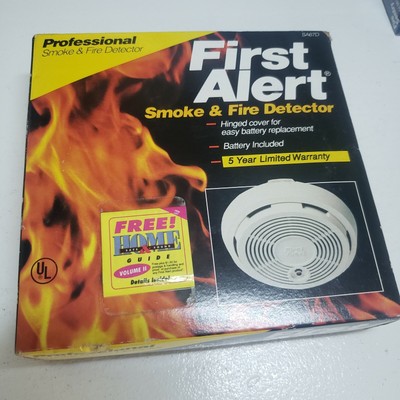 Professional
Smoke & Fire Detector
SA67D
First
Alert®
Smoke & Fire Detector
Hinged cover for
easy battery replacement
Battery Included
5 Year Limited Warranty
FREE!
HOME
GUIDE
VOLUME II
Details Inside
UL